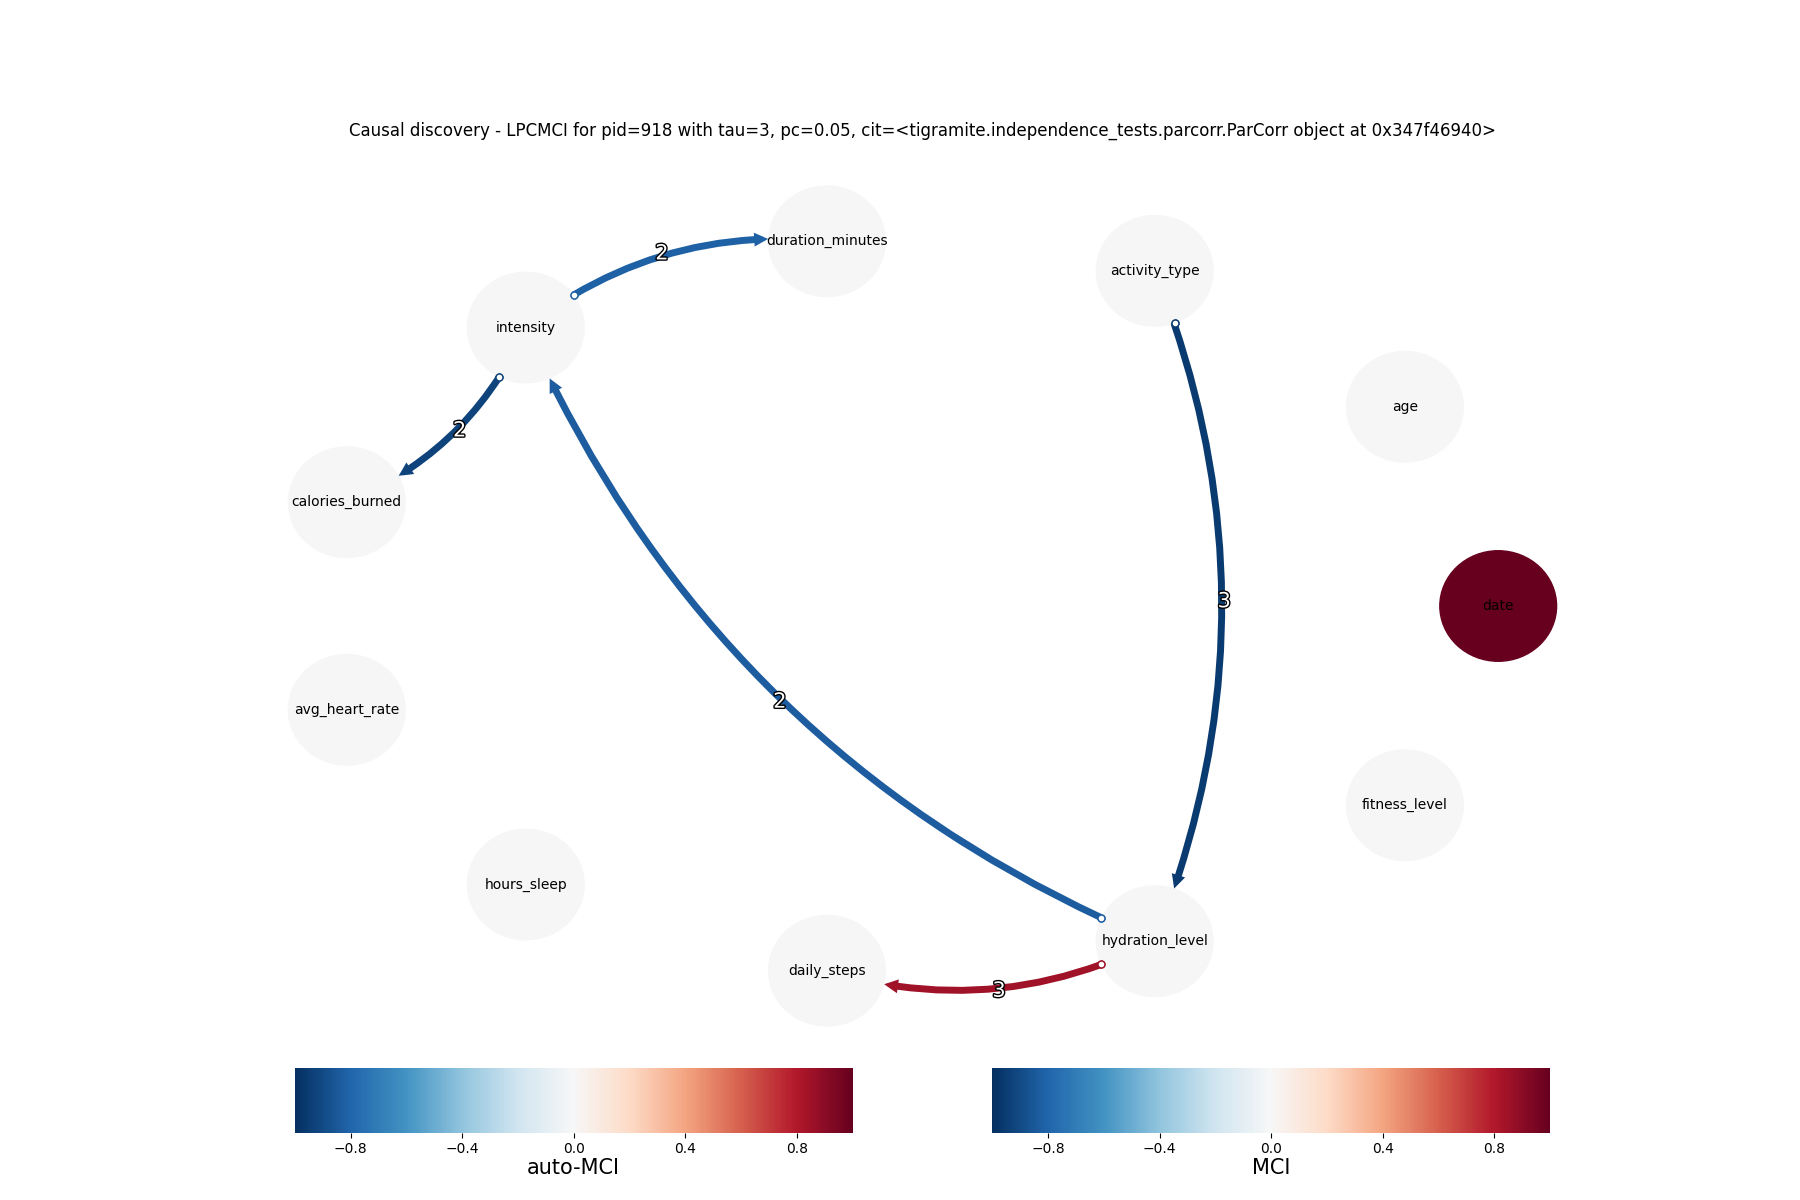 Causal discovery - LPCMCI for pid=918 with tau=3, pc=0.05, cit=<tigramite.independence_tests.parcorr.ParCorr object at 0x347f46940>
duration_minutes
2
activity_type
intensity
age
2
calories_burned
3
date
2
avg_heart_rate
fitness_level
hours_sleep
hydration_level
daily_steps
3
−0.8 −0.4 0.0 0.4 0.8
auto-MCI
−0.8 −0.4 0.0 0.4 0.8
MCI